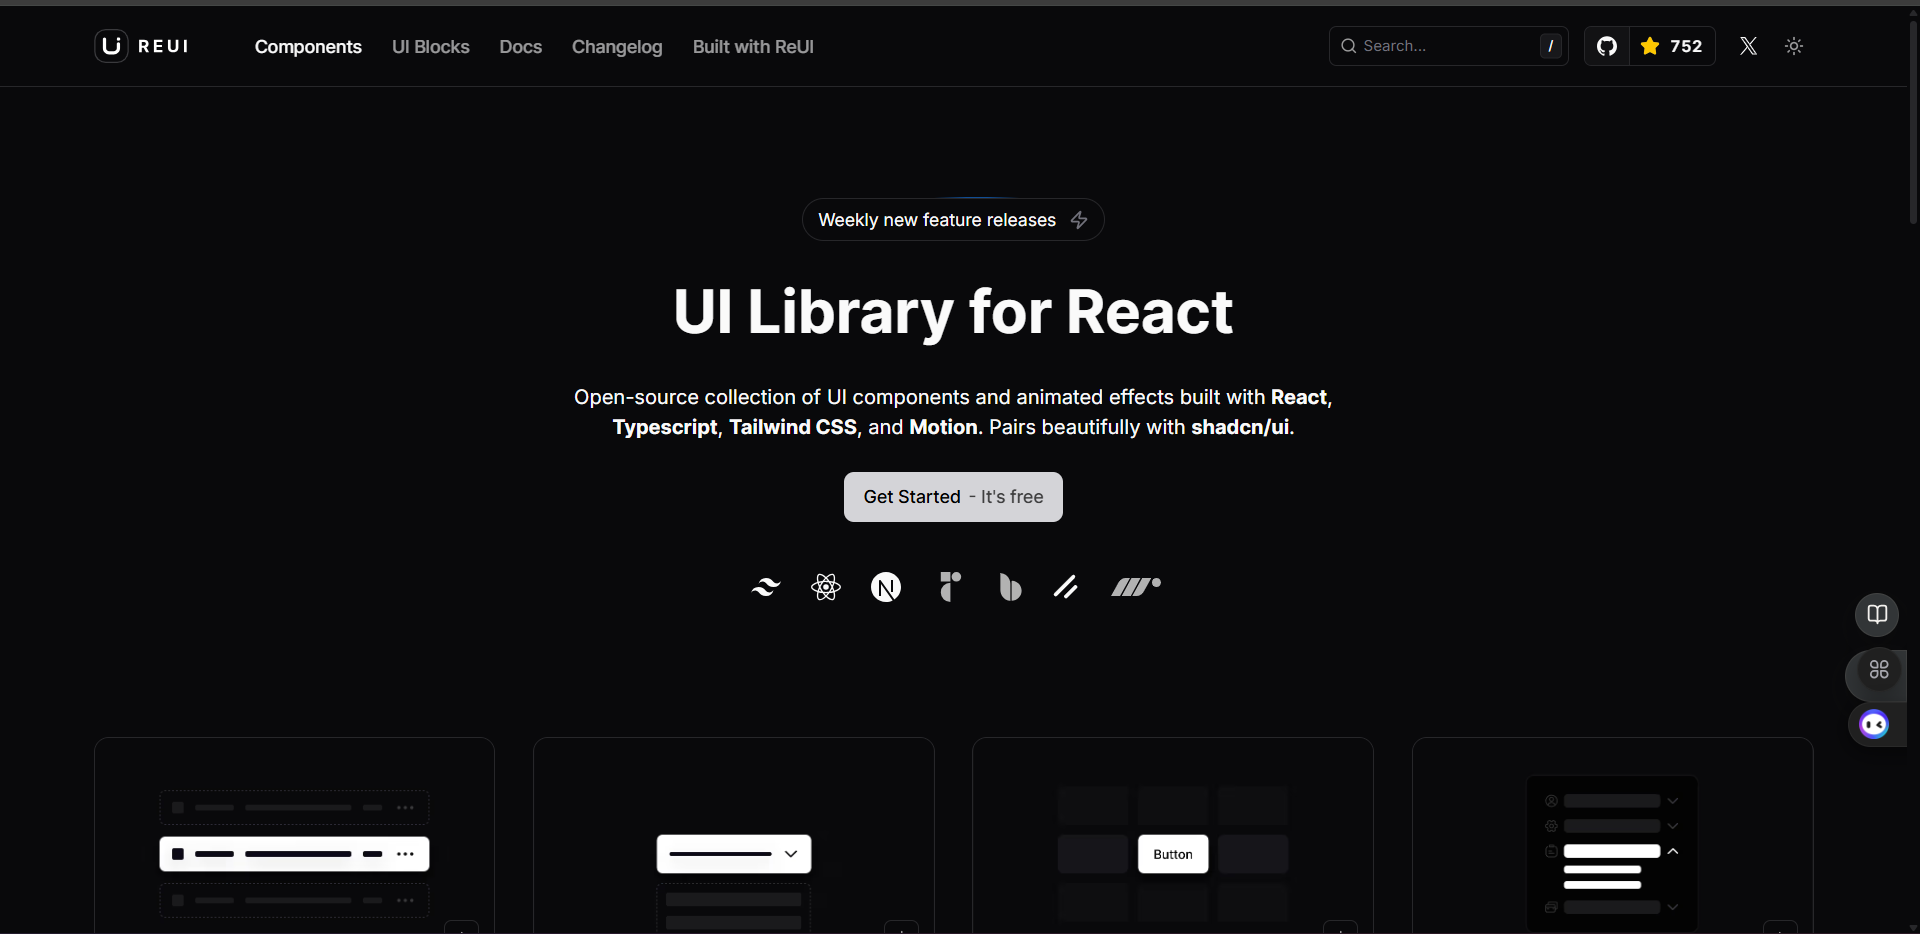 REUI
Components
UI Blocks
Docs
Changelog
Built with ReUI
Search...
/
752
Weekly new feature releases
UI Library for React
Open-source collection of UI components and animated effects built with React,
Typescript, Tailwind CSS, and Motion. Pairs beautifully with shadcn/ui.
Get Started - It's free
Button